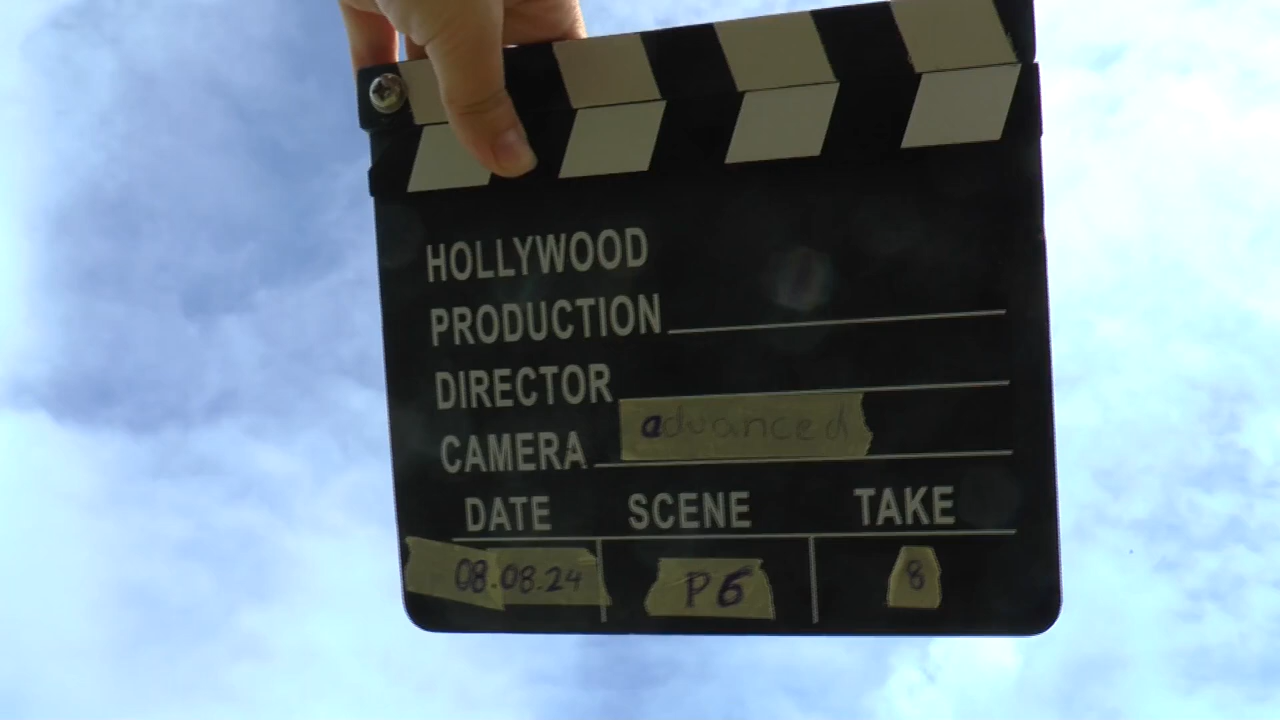 HOLLYWOOD
PRODUCTION
DIRECTOR
CAMERA advanced
DATE SCENE TAKE
08.08.24 P6 8